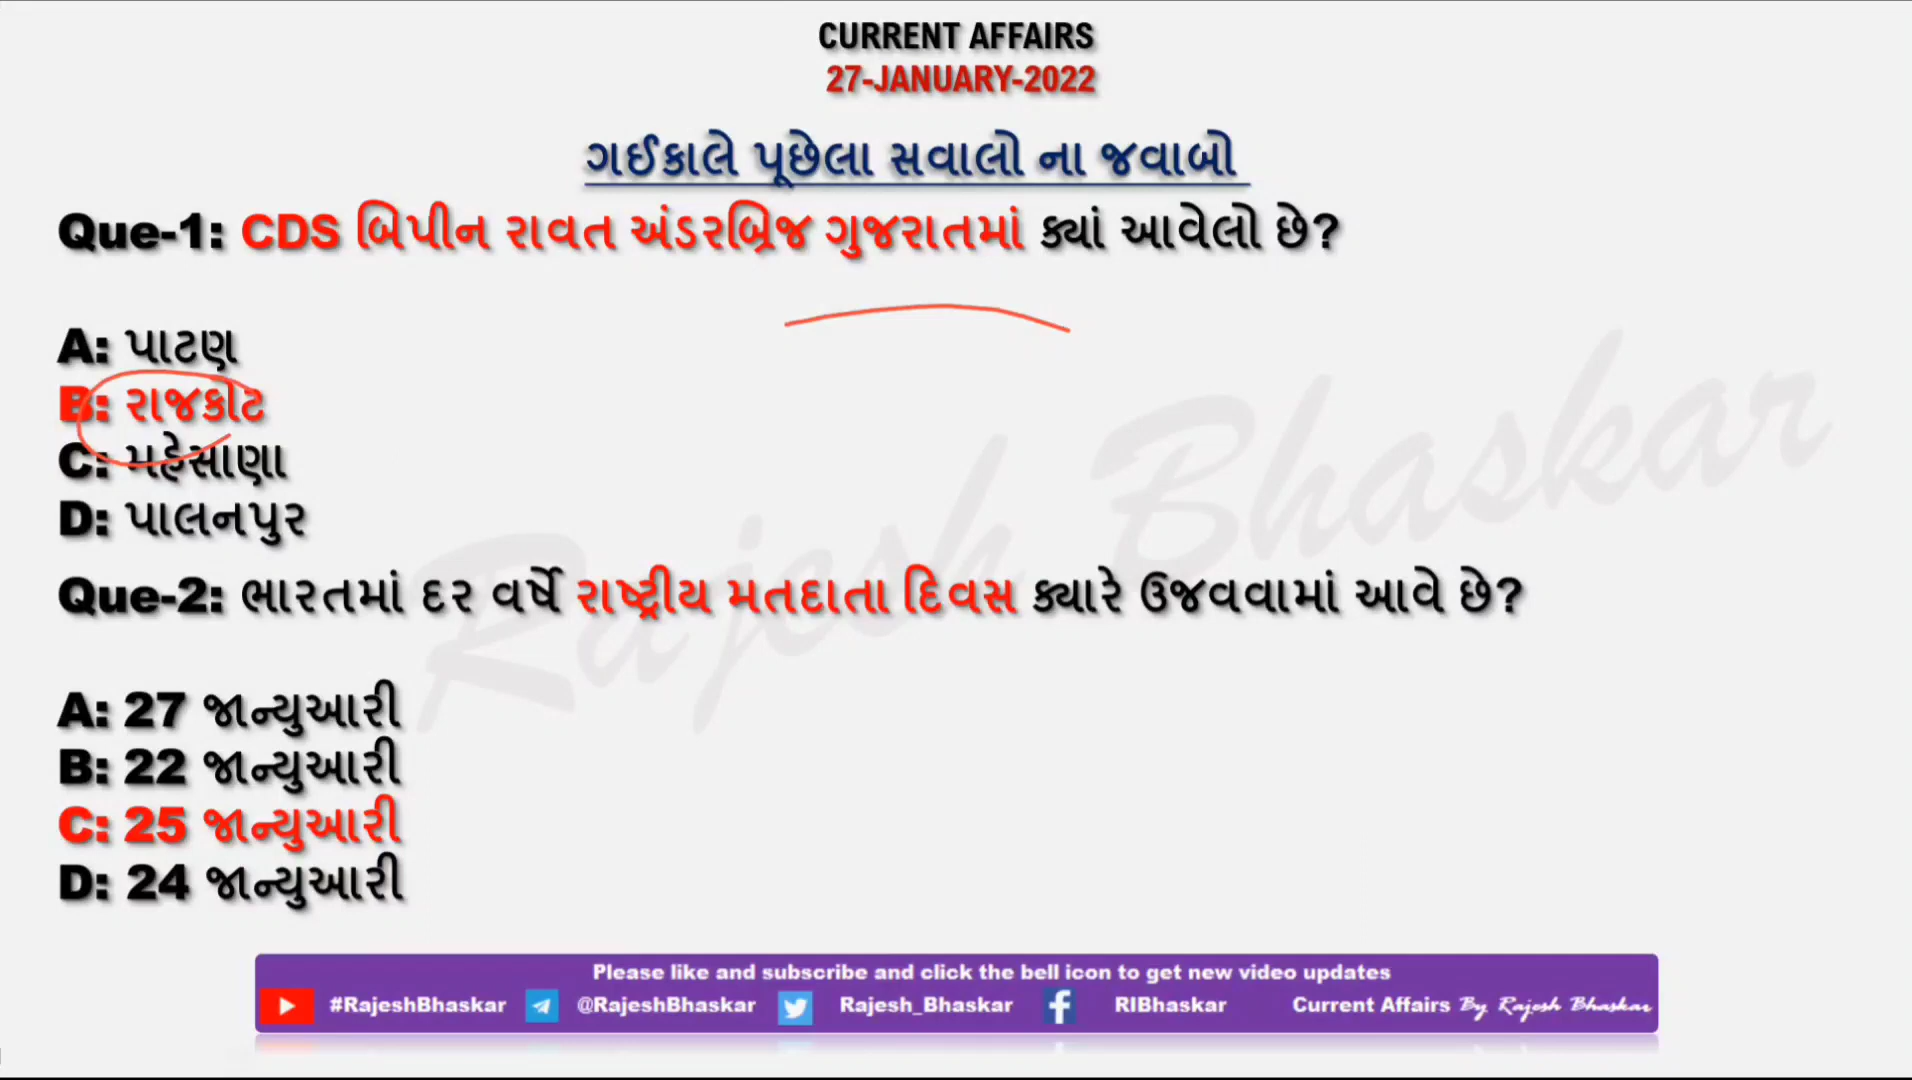 CURRENT AFFAIRS
27-JANUARY-2022
ગઈકાલે પૂછેલા સવાલો ના જવાબો
Que-1: CDS બિપીન રાવત અંડરબ્રિજ ગુજરાતમાં ક્યાં આવેલો છે?
A: પાટણ
B: રાજકોટ
C: મહેસાણા
D: પાલનપુર
Que-2: ભારતમાં દર વર્ષે રાષ્ટ્રીય મતદાતા દિવસ ક્યારે ઉજવવામાં આવે છે?
A: 27 જાન્યુઆરી
B: 22 જાન્યુઆરી
C: 25 જાન્યુઆરી
D: 24 જાન્યુઆરી
Rajesh Bhaskar
Please like and subscribe and click the bell icon to get new video updates
#RajeshBhaskar @RajeshBhaskar Rajesh_Bhaskar RIBhaskar Current Affairs By Rajesh Bhaskar